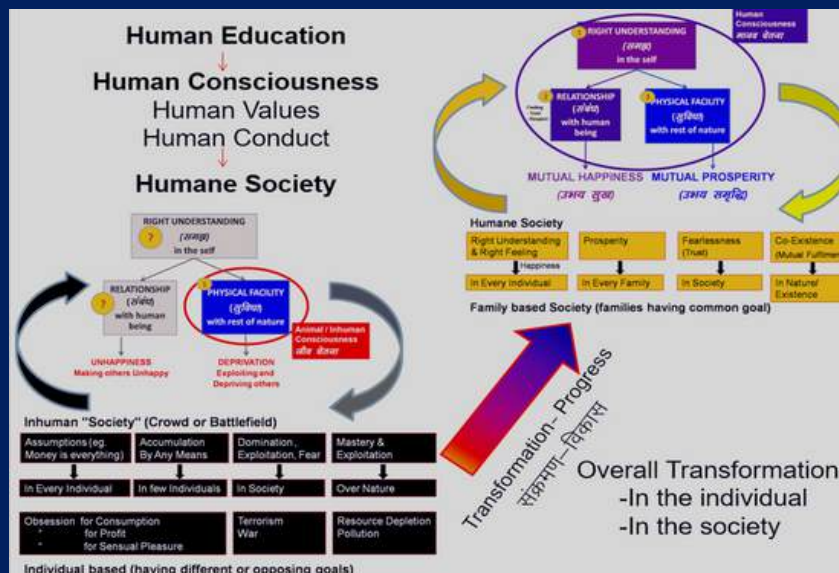 Human Education
Human Consciousness
Human Values
Human Conduct
Humane Society
RIGHT UNDERSTANDING
?
(समझ)
in the self
?
RELATIONSHIP
(संबंध)
with human
being
PHYSICAL FACILITY
(सुविधा)
with rest of nature
Animal / Inhuman
Consciousness
जीव चेतना
UNHAPPINESS
Making others Unhappy
DEPRIVATION
Exploiting and
Depriving others
Inhuman "Society" (Crowd or Battlefield)
Assumptions (eg.
Money is everything)
Accumulation
By Any Means
Domination,
Exploitation, Fear
Mastery &
Exploitation
In Every Individual
In few Individuals
In Society
Over Nature
Obsession for Consumption
" for Profit
" for Sensual Pleasure
Terrorism
War
Resource Depletion
Pollution
Individual based (having different or opposing goals)
Human
Consciousness
मानव चेतना
1
RIGHT UNDERSTANDING
(समझ)
in the self
2
RELATIONSHIP
(संबंध)
with human
being
3
PHYSICAL FACILITY
(सुविधा)
with rest of nature
MUTUAL HAPPINESS
(उभय सुख)
MUTUAL PROSPERITY
(उभय समृद्धि)
Humane Society
Right Understanding
& Right Feeling
Prosperity
Fearlessness
(Trust)
Co-Existence
(Mutual Fulfilment
Happiness
In Every Individual
In Every Family
In Society
In Nature/
Existence
Family based Society (families having common goal)
Transformation- Progress
संक्रमण-विकास
Overall Transformation
-In the individual
-In the society